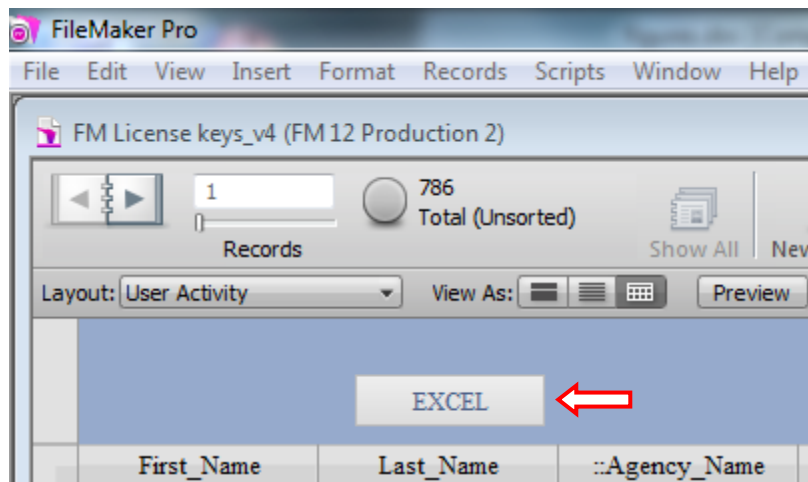 FileMaker Pro
File Edit View Insert Format Records Scripts Window Help
FM License keys_v4 (FM 12 Production 2)
1
786
Total (Unsorted)
Records
Show All
Layout: User Activity
View As:
Preview
EXCEL
First_Name
Last_Name
::Agency_Name